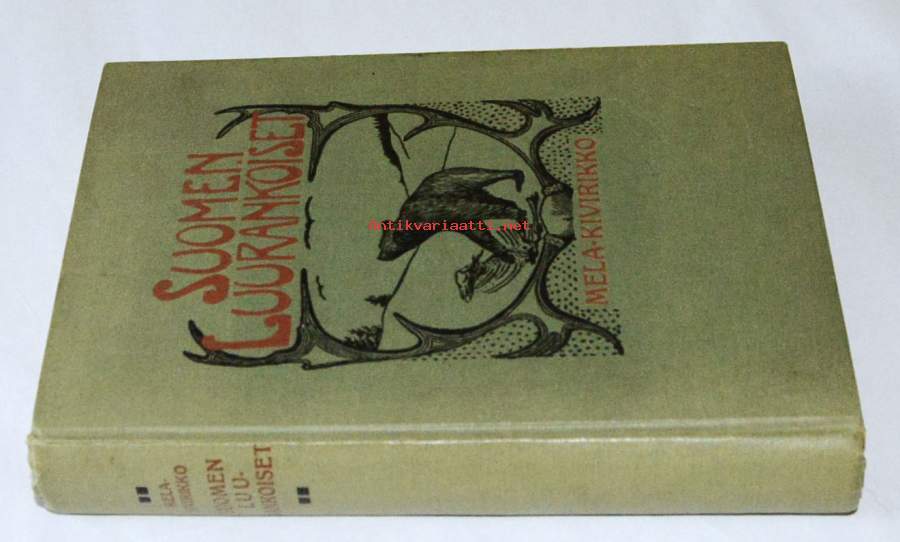 SUOMEN
LUURANKOISET
MELA-KIVIRIKKO
Antikvariaatti.net
MELA-
KIVIRIKKO
SUOMEN
LUU-
RANKOISET